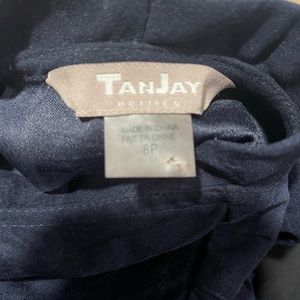 TANJAY
PETITES
MADE IN CHINA
FAIT EN CHINE
8P